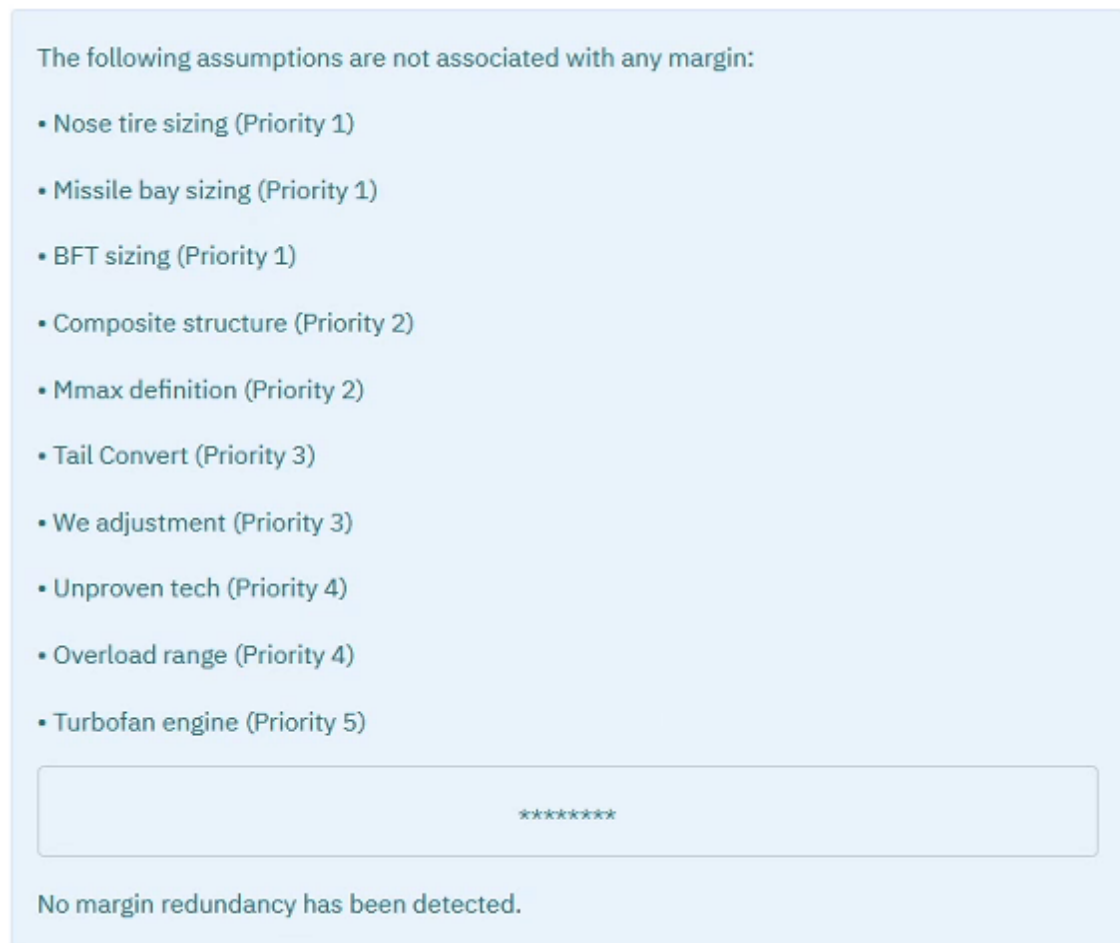 The following assumptions are not associated with any margin:
• Nose tire sizing (Priority 1)
• Missile bay sizing (Priority 1)
• BFT sizing (Priority 1)
• Composite structure (Priority 2)
• Mmax definition (Priority 2)
• Tail Convert (Priority 3)
• We adjustment (Priority 3)
• Unproven tech (Priority 4)
• Overload range (Priority 4)
• Turbofan engine (Priority 5)
********
No margin redundancy has been detected.